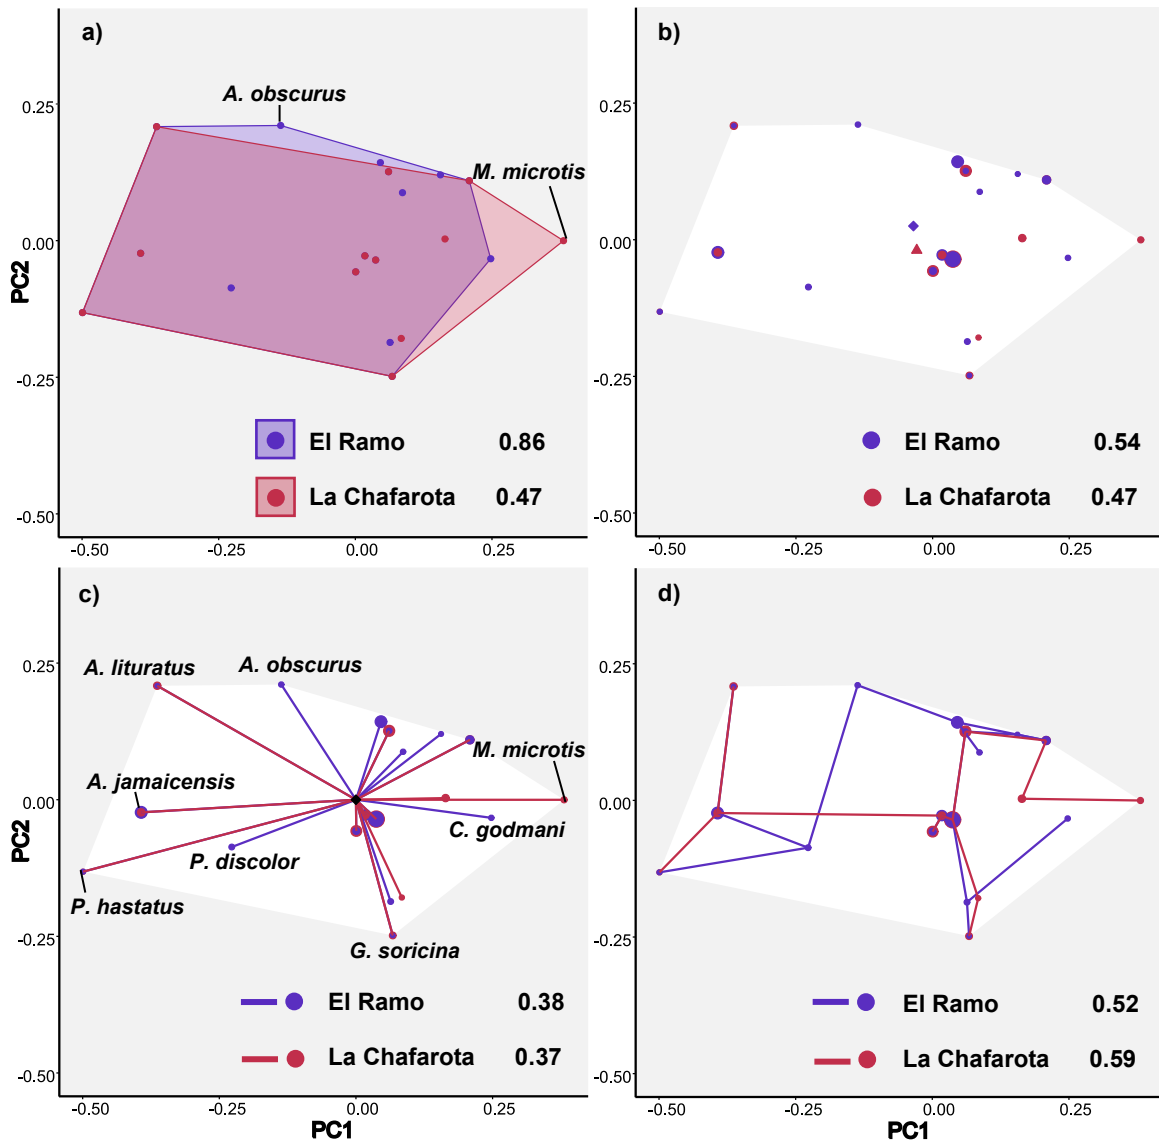 a)
A. obscurus
M. microtis
0.25
0.00
-0.25
-0.50
PC2
El Ramo 0.86
La Chafarota 0.47
-0.50 -0.25 0.00 0.25
b)
0.25
0.00
-0.25
-0.50
El Ramo 0.54
La Chafarota 0.47
-0.50 -0.25 0.00 0.25
c)
A. lituratus
A. obscurus
M. microtis
A. jamaicensis
C. godmani
P. discolor
P. hastatus
G. soricina
0.25
0.00
-0.25
-0.50
PC2
El Ramo 0.38
La Chafarota 0.37
-0.50 -0.25 0.00 0.25
PC1
d)
0.25
0.00
-0.25
-0.50
El Ramo 0.52
La Chafarota 0.59
-0.50 -0.25 0.00 0.25
PC1